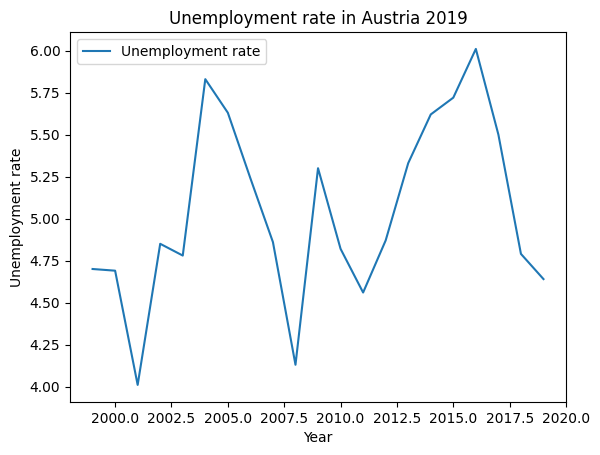 Unemployment rate in Austria 2019
Unemployment rate
Unemployment rate
6.00
5.75
5.50
5.25
5.00
4.75
4.50
4.25
4.00
2000.0 2002.5 2005.0 2007.5 2010.0 2012.5 2015.0 2017.5 2020.0
Year